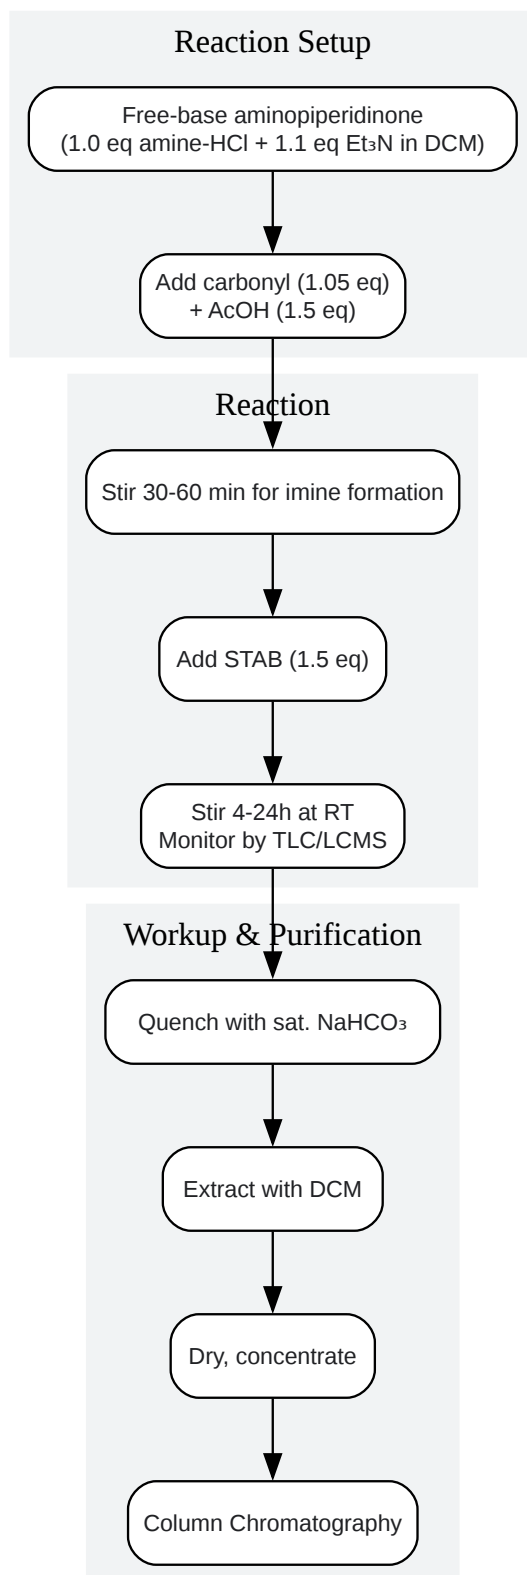 Reaction Setup
Free-base aminopiperidinone
(1.0 eq amine-HCl + 1.1 eq Et₃N in DCM)
Add carbonyl (1.05 eq)
+ AcOH (1.5 eq)
Reaction
Stir 30-60 min for imine formation
Add STAB (1.5 eq)
Stir 4-24h at RT
Monitor by TLC/LCMS
Workup & Purification
Quench with sat. NaHCO₃
Extract with DCM
Dry, concentrate
Column Chromatography